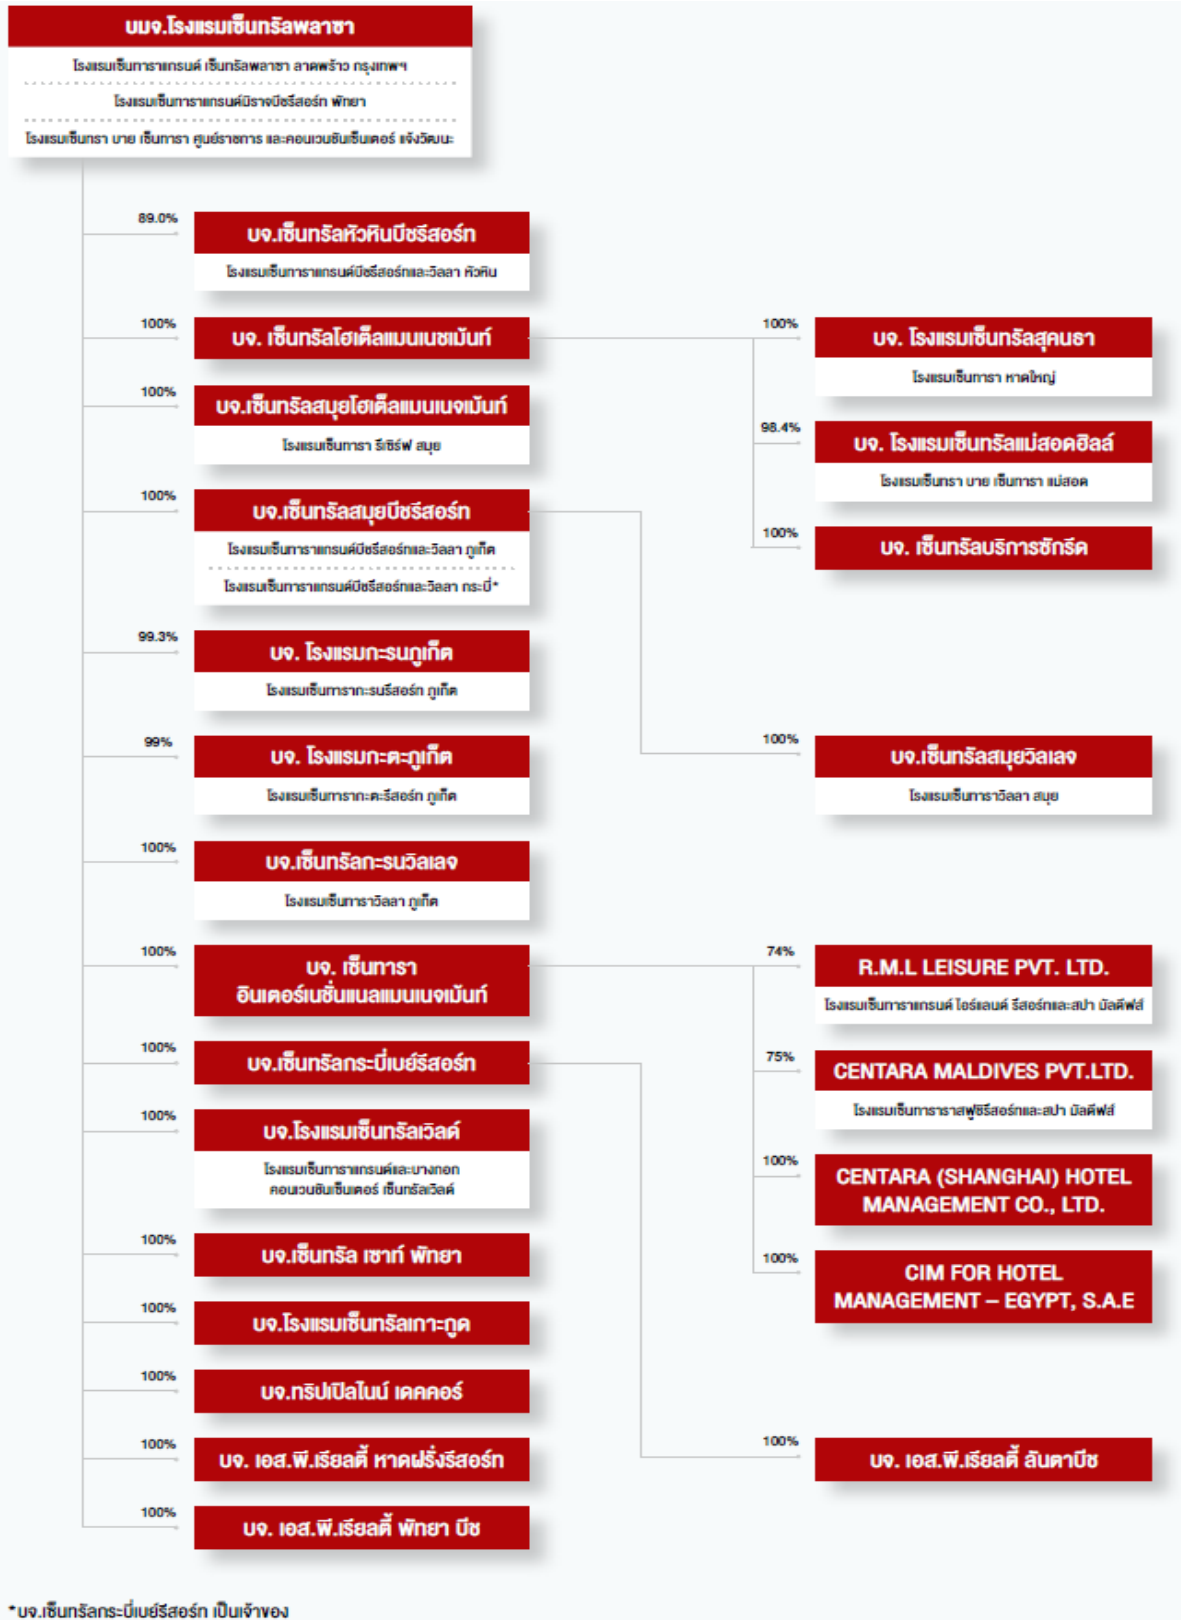 บมจ.โรงแรมเซ็นทรัลพลาซา
โรงแรมเซ็นทาราแกรนด์ เซ็นทรัลพลาซา ลาดพร้าว กรุงเทพฯ
โรงแรมเซ็นทาราแกรนด์มิราจบีชรีสอร์ท พัทยา
โรงแรมเซ็นทรา บาย เซ็นทารา ศูนย์ราชการ และคอนเวนชันเซ็นเตอร์ แจ้งวัฒนะ
89.0%
บจ.เซ็นทรัลหัวหินบีชรีสอร์ท
โรงแรมเซ็นทาราแกรนด์บีชรีสอร์ทและวิลลา หัวหิน
100%
บจ. เซ็นทรัลโฮเต็ลแมนเนชเม้นท์
100%
บจ. โรงแรมเซ็นทรัลสุคนธา
โรงแรมเซ็นทารา หาดใหญ่
100%
บจ.เซ็นทรัลสมุยโฮเต็ลแมนเนจเม้นท์
โรงแรมเซ็นทารา รีเซิร์ฟ สมุย
98.4%
บจ. โรงแรมเซ็นทรัลแม่สอดฮิลล์
โรงแรมเซ็นทรา บาย เซ็นทารา แม่สอด
100%
บจ.เซ็นทรัลสมุยบีชรีสอร์ท
โรงแรมเซ็นทาราแกรนด์บีชรีสอร์ทและวิลลา ภูเก็ต
โรงแรมเซ็นทาราแกรนด์บีชรีสอร์ทและวิลลา กระบี่*
100%
บจ. เซ็นทรัลบริการซักรีด
99.3%
บจ. โรงแรมกะรนภูเก็ต
โรงแรมเซ็นทารากะรนรีสอร์ท ภูเก็ต
99%
บจ. โรงแรมกะตะภูเก็ต
โรงแรมเซ็นทารากะตะรีสอร์ท ภูเก็ต
100%
บจ.เซ็นทรัลสมุยวิลเลจ
โรงแรมเซ็นทาราวิลลา สมุย
100%
บจ.เซ็นทรัลกะรนวิลเลจ
โรงแรมเซ็นทาราวิลลา ภูเก็ต
100%
บจ. เซ็นทารา
อินเตอร์เนชั่นแนลแมนเนจเม้นท์
74%
R.M.L LEISURE PVT. LTD.
โรงแรมเซ็นทาราแกรนด์ ไอร์แลนด์ รีสอร์ทและสปา มัลดีฟส์
100%
บจ.เซ็นทรัลกระบี่เบย์รีสอร์ท
75%
CENTARA MALDIVES PVT.LTD.
โรงแรมเซ็นทาราราสฟูชิรีสอร์ทและสปา มัลดีฟส์
100%
บจ.โรงแรมเซ็นทรัลเวิลด์
โรงแรมเซ็นทาราแกรนด์และบางกอก
คอนเวนชันเซ็นเตอร์ เซ็นทรัลเวิลด์
100%
CENTARA (SHANGHAI) HOTEL
MANAGEMENT CO., LTD.
100%
บจ.เซ็นทรัล เซาท์ พัทยา
100%
CIM FOR HOTEL
MANAGEMENT – EGYPT, S.A.E
100%
บจ.โรงแรมเซ็นทรัลเกาะกูด
100%
บจ.ทริปเปิลไนน์ เดคคอร์
100%
บจ. เอส.พี.เรียลตี้ หาดฝรั่งรีสอร์ท
100%
บจ. เอส.พี.เรียลตี้ ลันตาบีช
100%
บจ. เอส.พี.เรียลตี้ พัทยา บีช
*บจ.เซ็นทรัลกระบี่เบย์รีสอร์ท เป็นเจ้าของ